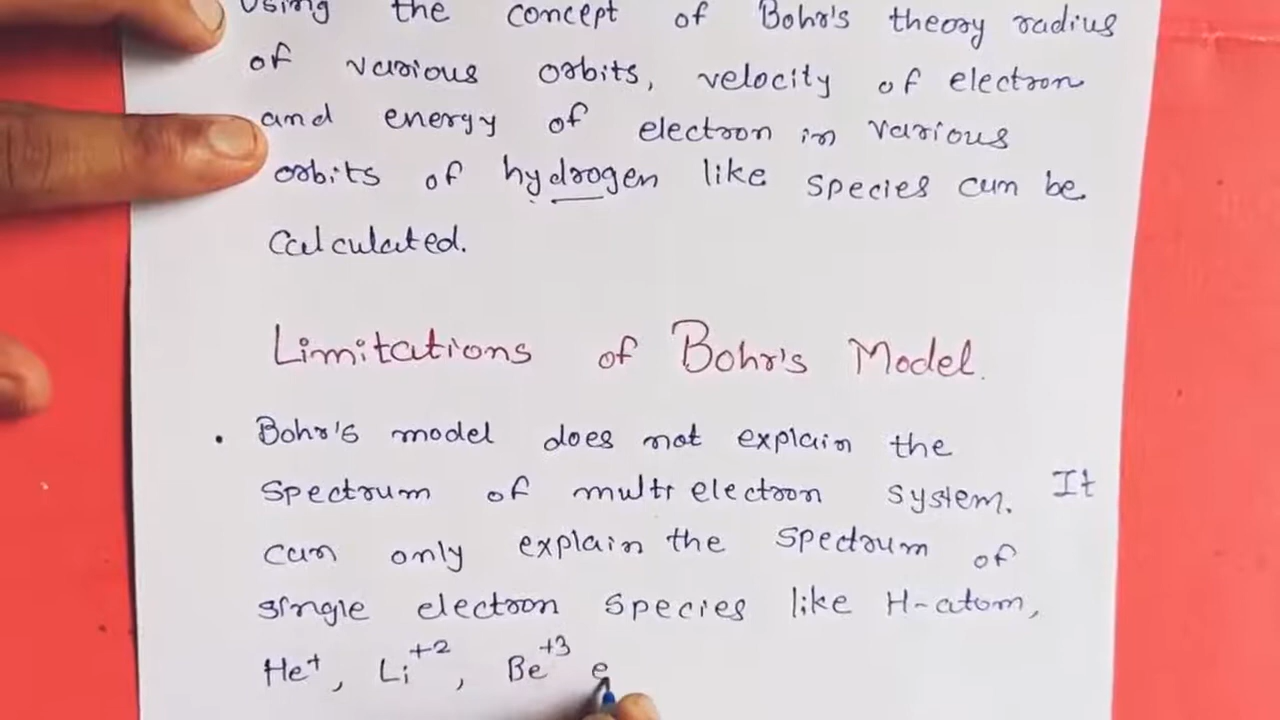 Using the concept of Bohr's theory radius
of various orbits, velocity of electron
and energy of electron in various
orbits of hydrogen like species can be
calculated.
Limitations of Bohr's Model.
• Bohr's model does not explain the
spectrum of multi electron system. It
can only explain the spectrum of
single electron species like H-atom,
He⁺, Li⁺², Be⁺³ e